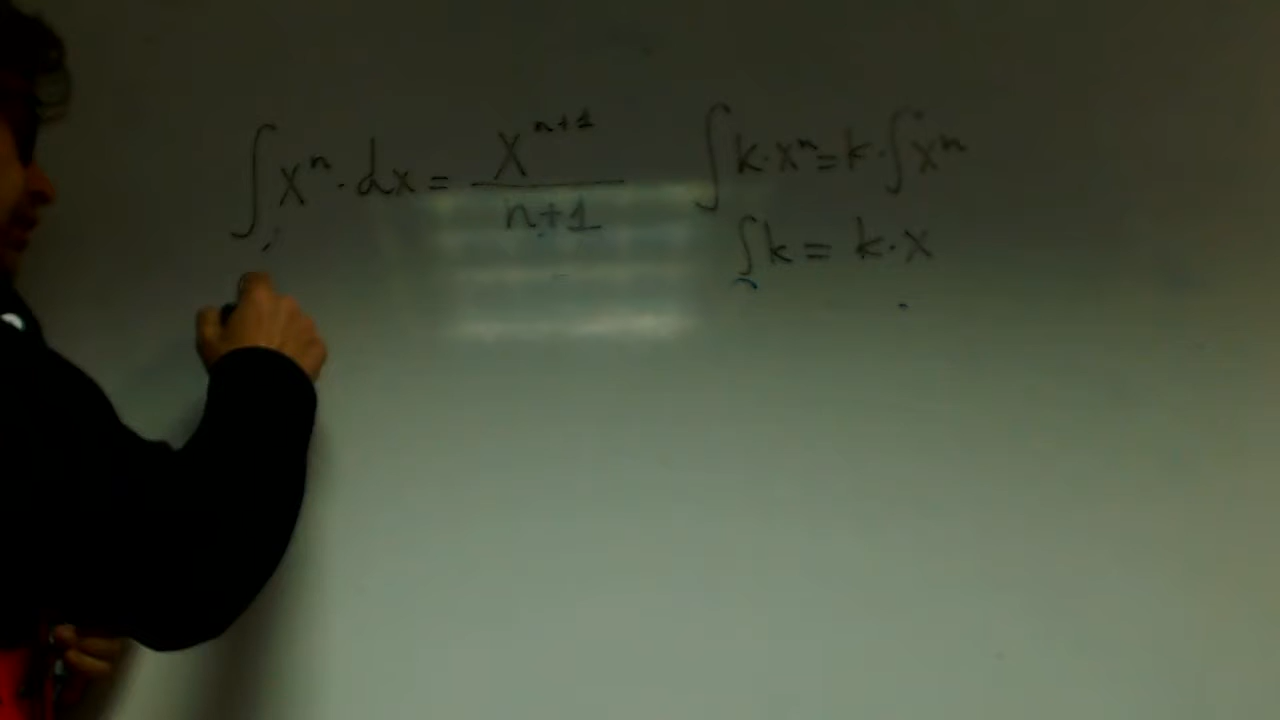 ∫xⁿ·dx = xⁿ⁺¹/n+1
∫k·xⁿ=k·∫xⁿ
∫k = k·x